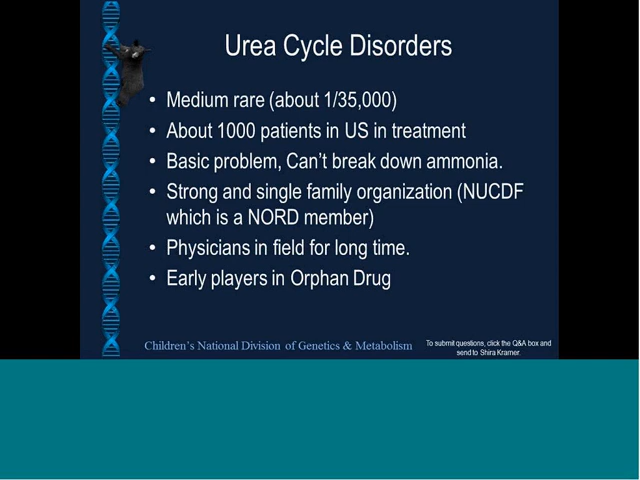 Urea Cycle Disorders
• Medium rare (about 1/35,000)
• About 1000 patients in US in treatment
• Basic problem, Can't break down ammonia.
• Strong and single family organization (NUCDF
which is a NORD member)
• Physicians in field for long time.
• Early players in Orphan Drug
Children's National Division of Genetics & Metabolism
To submit questions, click the Q&A box and
send to Shira Kramer.